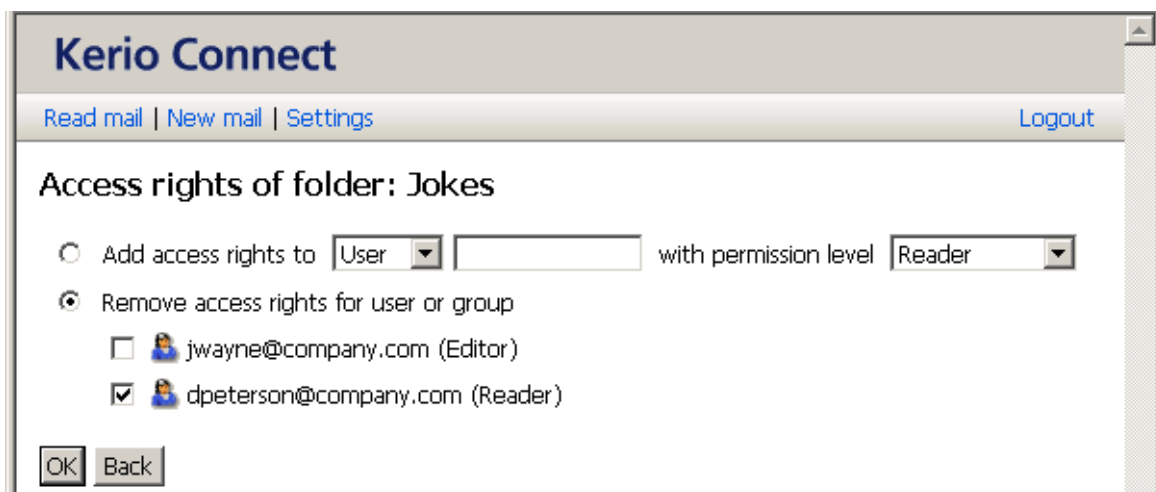 Kerio Connect
Read mail | New mail | Settings Logout
Access rights of folder: Jokes
Add access rights to User with permission level Reader
Remove access rights for user or group
jwayne@company.com (Editor)
dpeterson@company.com (Reader)
OK Back